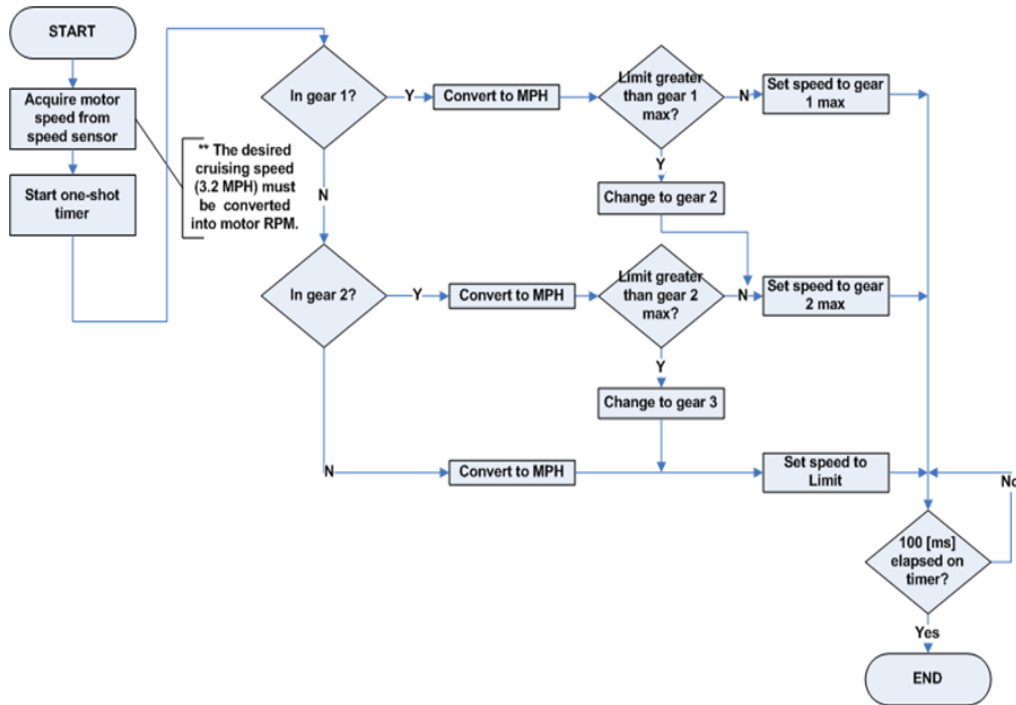 START
Acquire motor
speed from
speed sensor
Start one-shot
timer
** The desired
cruising speed
(3.2 MPH) must
be converted
into motor RPM.
In gear 1?
Y
Convert to MPH
Limit greater
than gear 1
max?
N
Set speed to gear
1 max
Y
Change to gear 2
N
In gear 2?
Y
Convert to MPH
Limit greater
than gear 2
max?
N
Set speed to gear
2 max
Y
Change to gear 3
N
Convert to MPH
Set speed to
Limit
No
100 [ms]
elapsed on
timer?
Yes
END